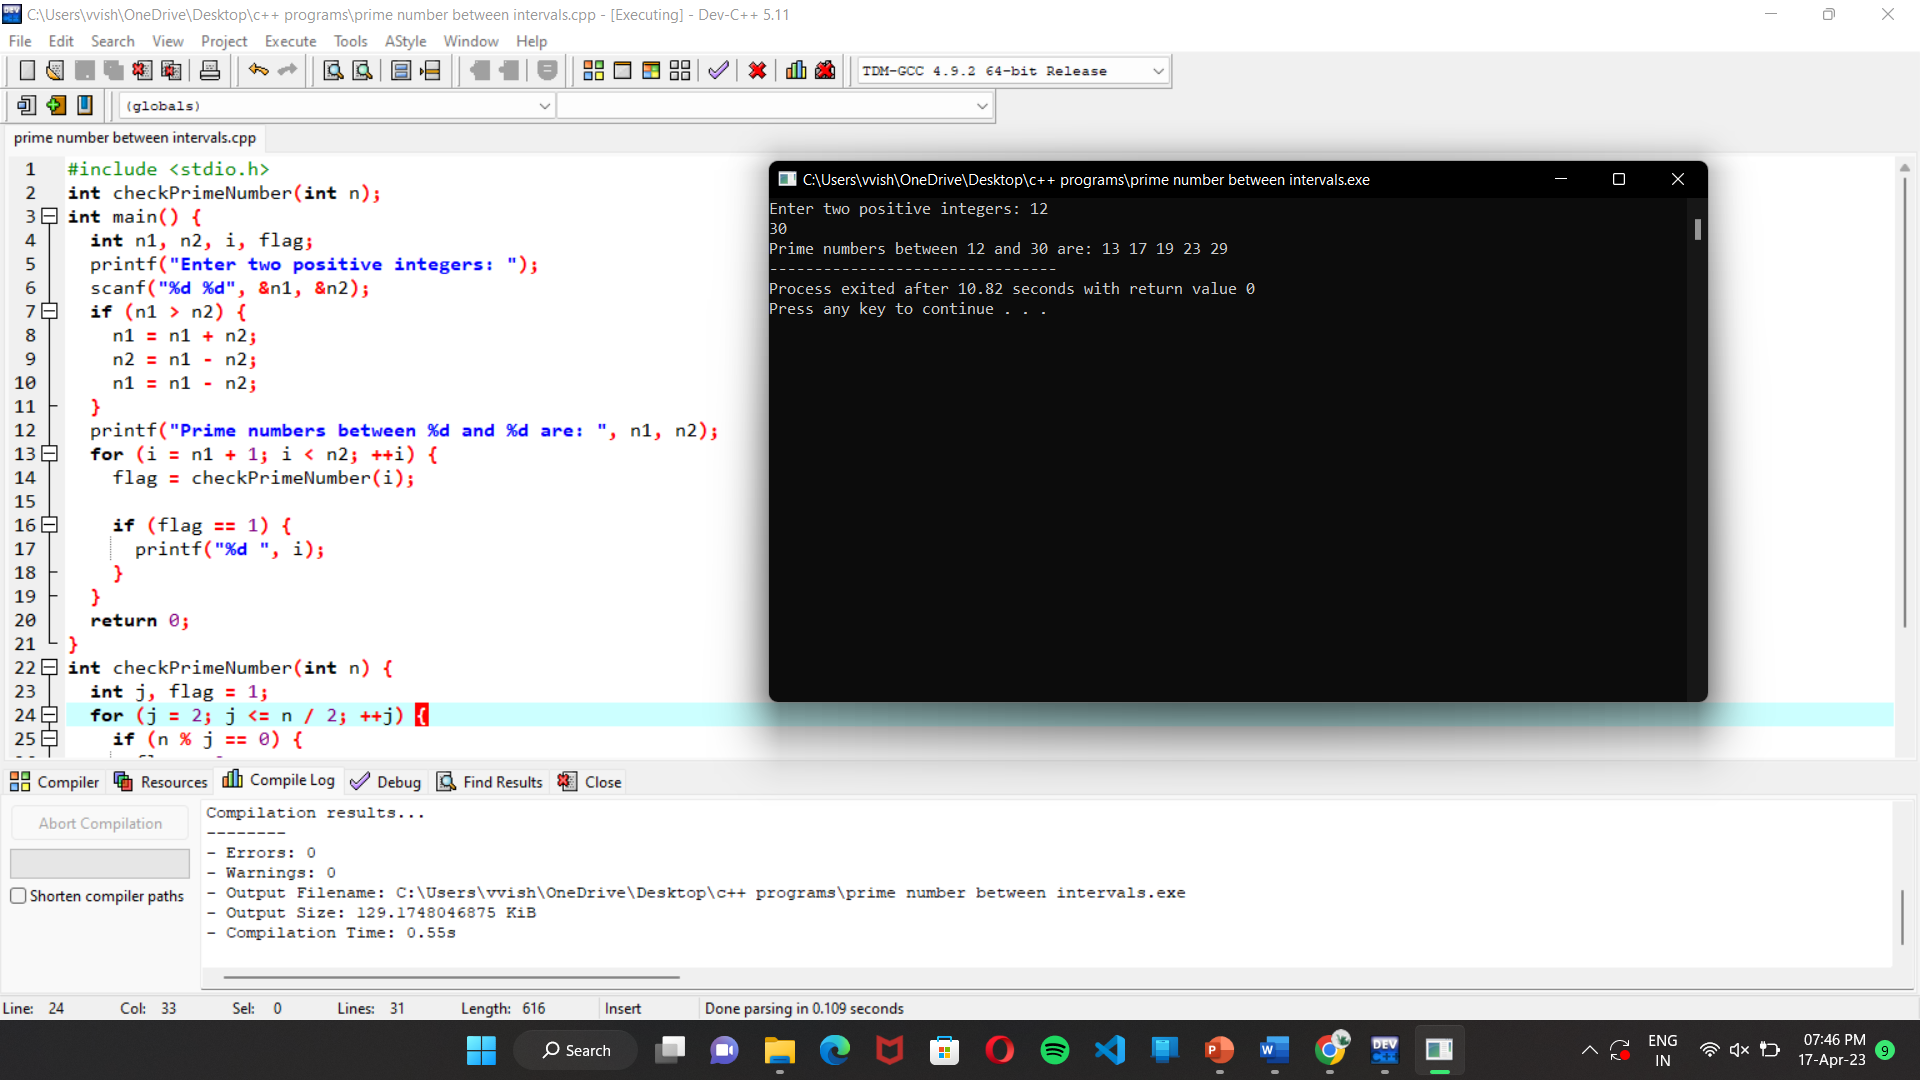 C:\Users\vvish\OneDrive\Desktop\c++ programs\prime number between intervals.cpp - [Executing] - Dev-C++ 5.11
File Edit Search View Project Execute Tools AStyle Window Help
TDM-GCC 4.9.2 64-bit Release
(globals)
prime number between intervals.cpp
1 #include <stdio.h>
2 int checkPrimeNumber(int n);
3 int main() {
4 int n1, n2, i, flag;
5 printf("Enter two positive integers: ");
6 scanf("%d %d", &n1, &n2);
7 if (n1 > n2) {
8 n1 = n1 + n2;
9 n2 = n1 - n2;
10 n1 = n1 - n2;
11 }
12 printf("Prime numbers between %d and %d are: ", n1, n2);
13 for (i = n1 + 1; i < n2; ++i) {
14 flag = checkPrimeNumber(i);
15
16 if (flag == 1) {
17 printf("%d ", i);
18 }
19 }
20 return 0;
21 }
22 int checkPrimeNumber(int n) {
23 int j, flag = 1;
24 for (j = 2; j <= n / 2; ++j) {
25 if (n % j == 0) {
C:\Users\vvish\OneDrive\Desktop\c++ programs\prime number between intervals.exe
Enter two positive integers: 12
30
Prime numbers between 12 and 30 are: 13 17 19 23 29
--------------------------------
Process exited after 10.82 seconds with return value 0
Press any key to continue . . .
Compiler Resources Compile Log Debug Find Results Close
Abort Compilation
Shorten compiler paths
Compilation results...
--------
- Errors: 0
- Warnings: 0
- Output Filename: C:\Users\vvish\OneDrive\Desktop\c++ programs\prime number between intervals.exe
- Output Size: 129.1748046875 KiB
- Compilation Time: 0.55s
Line: 24 Col: 33 Sel: 0 Lines: 31 Length: 616 Insert Done parsing in 0.109 seconds
Search
DEV C++
ENG
IN
07:46 PM
17-Apr-23
9